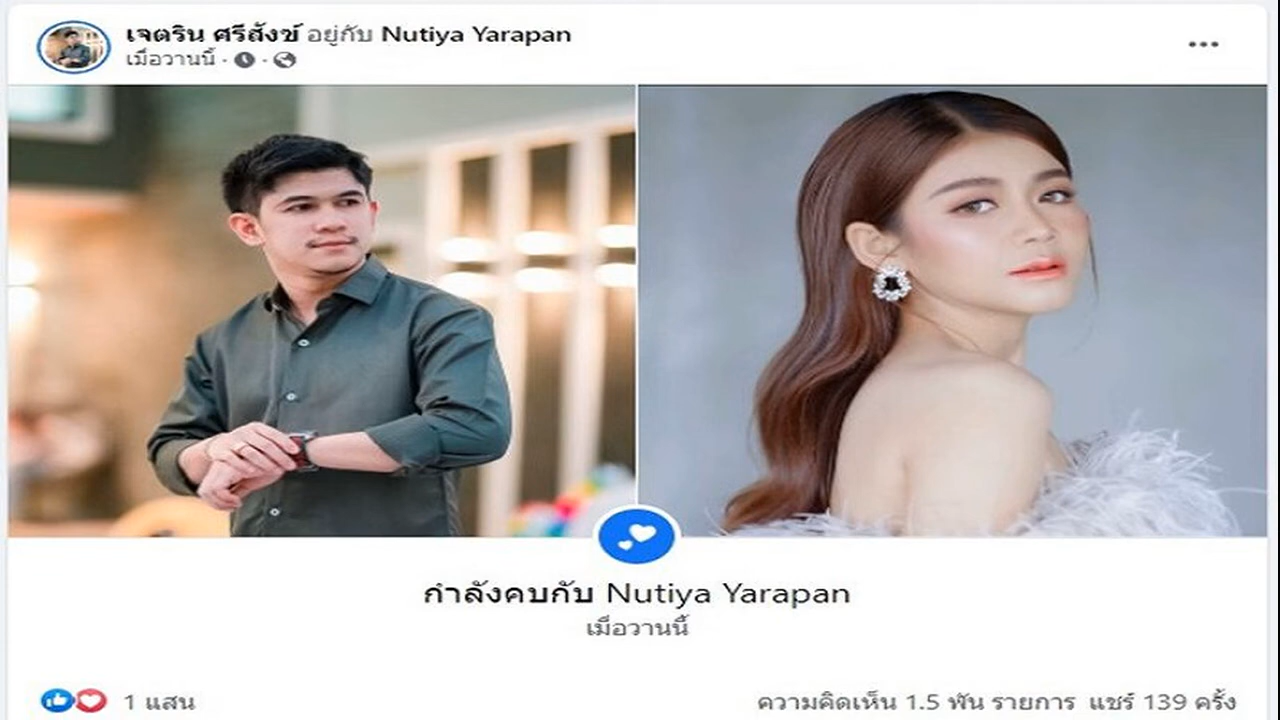 เจตริน ศรีสังข์ อยู่กับ Nutiya Yarapan
เมื่อวานนี้ · ·
กำลังคบกับ Nutiya Yarapan
เมื่อวานนี้
1 แสน ความคิดเห็น 1.5 พัน รายการ แชร์ 139 ครั้ง